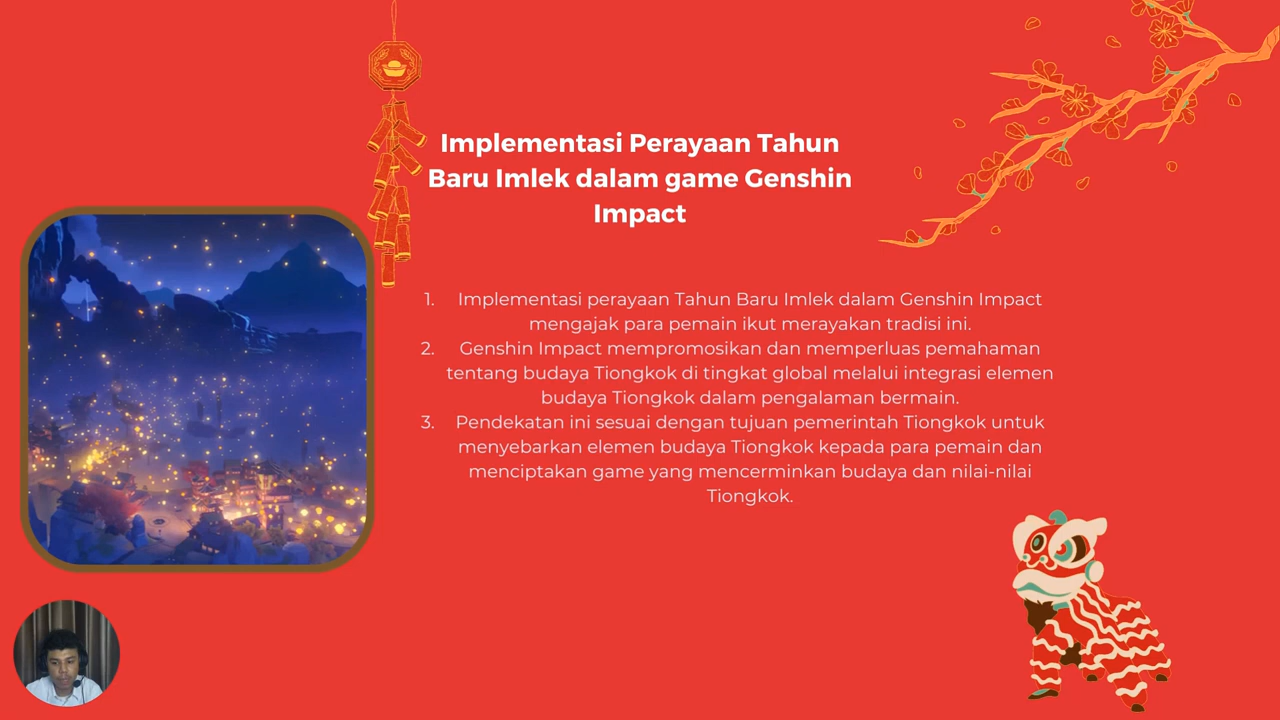 Implementasi Perayaan Tahun
Baru Imlek dalam game Genshin
Impact
1. Implementasi perayaan Tahun Baru Imlek dalam Genshin Impact
mengajak para pemain ikut merayakan tradisi ini.
2. Genshin Impact mempromosikan dan memperluas pemahaman
tentang budaya Tiongkok di tingkat global melalui integrasi elemen
budaya Tiongkok dalam pengalaman bermain.
3. Pendekatan ini sesuai dengan tujuan pemerintah Tiongkok untuk
menyebarkan elemen budaya Tiongkok kepada para pemain dan
menciptakan game yang mencerminkan budaya dan nilai-nilai
Tiongkok.